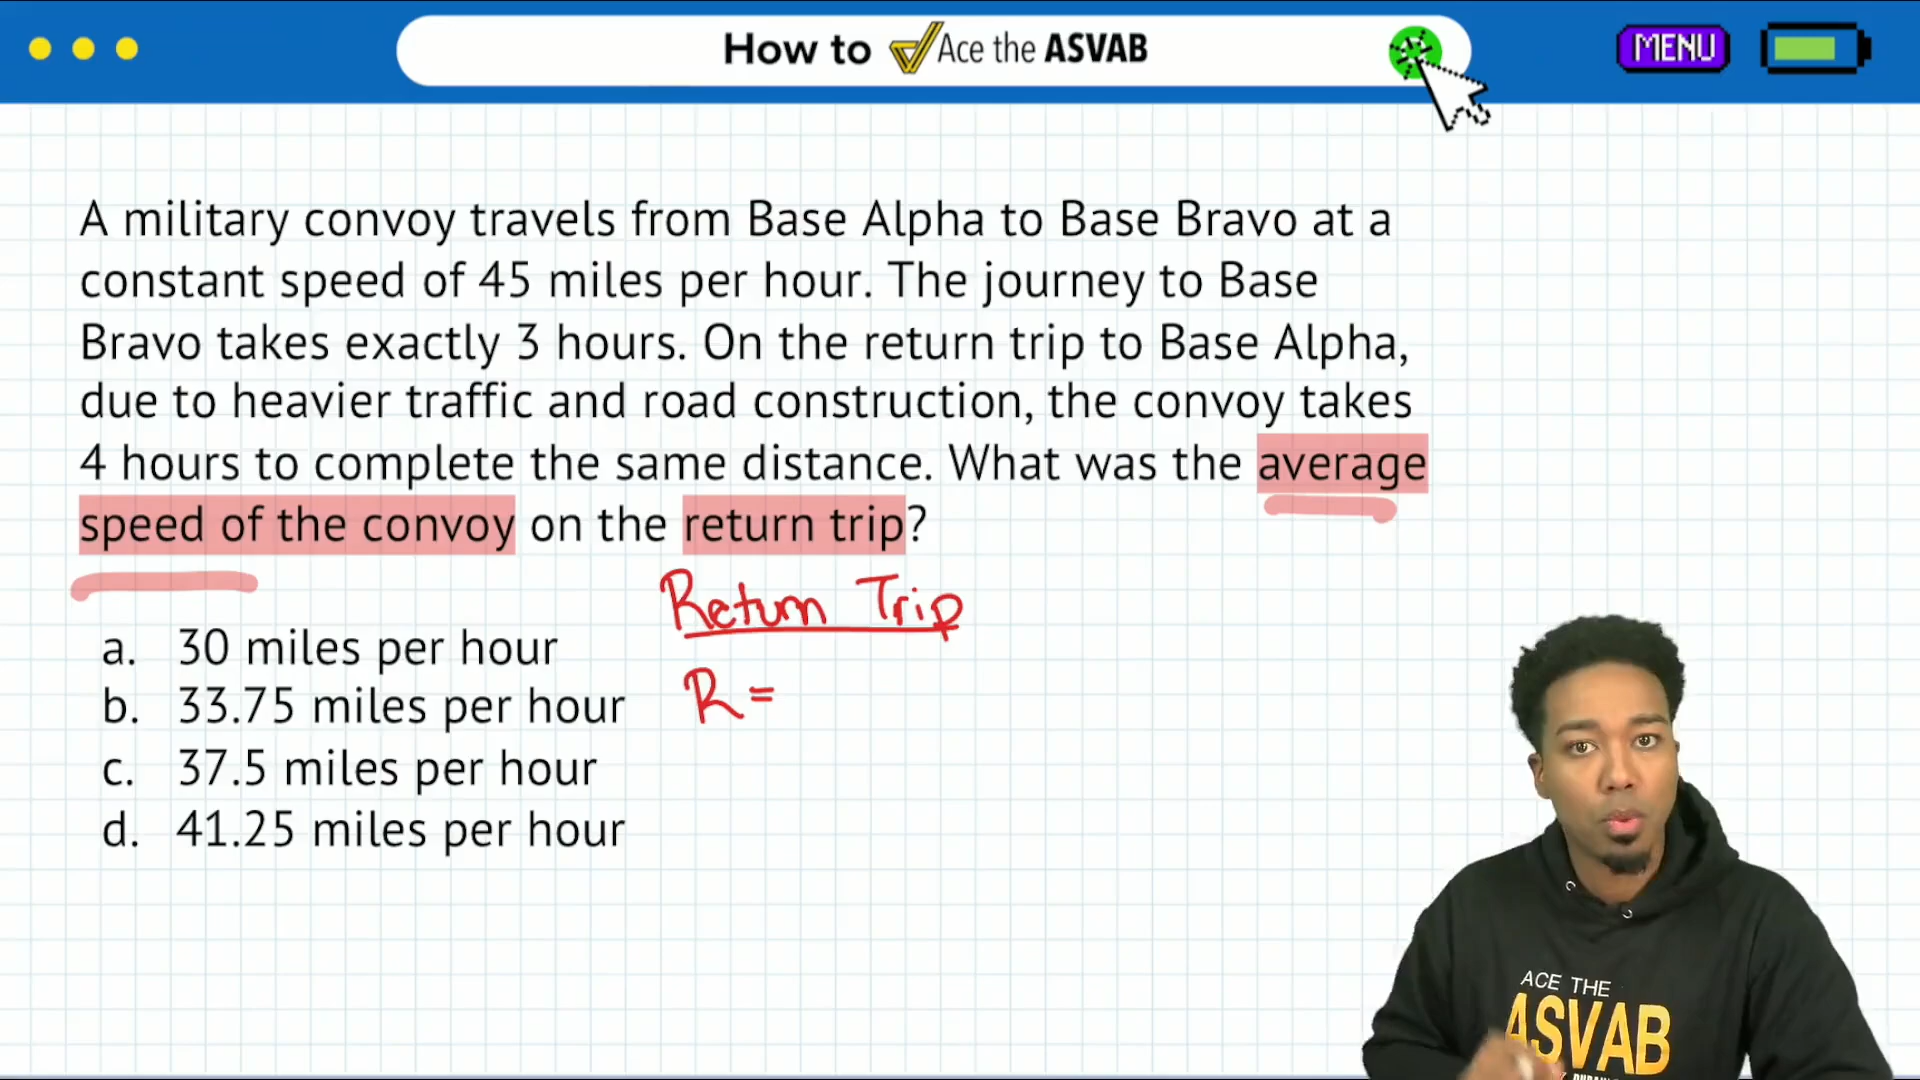 How to Ace the ASVAB
MENU
A military convoy travels from Base Alpha to Base Bravo at a
constant speed of 45 miles per hour. The journey to Base
Bravo takes exactly 3 hours. On the return trip to Base Alpha,
due to heavier traffic and road construction, the convoy takes
4 hours to complete the same distance. What was the average
speed of the convoy on the return trip?
Return Trip
a. 30 miles per hour
R =
b. 33.75 miles per hour
c. 37.5 miles per hour
d. 41.25 miles per hour
ACE THE
ASVAB